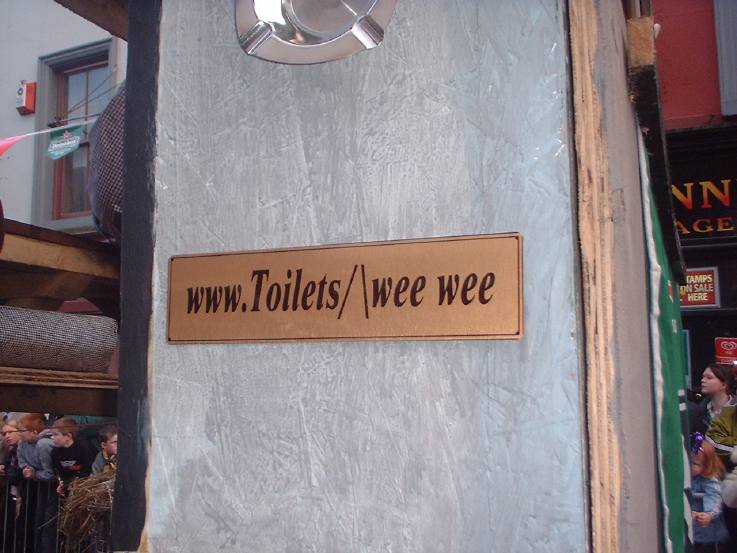 www.Toilets/\wee wee
Heineken
NN
AGE
STAMPS
ON SALE
HERE